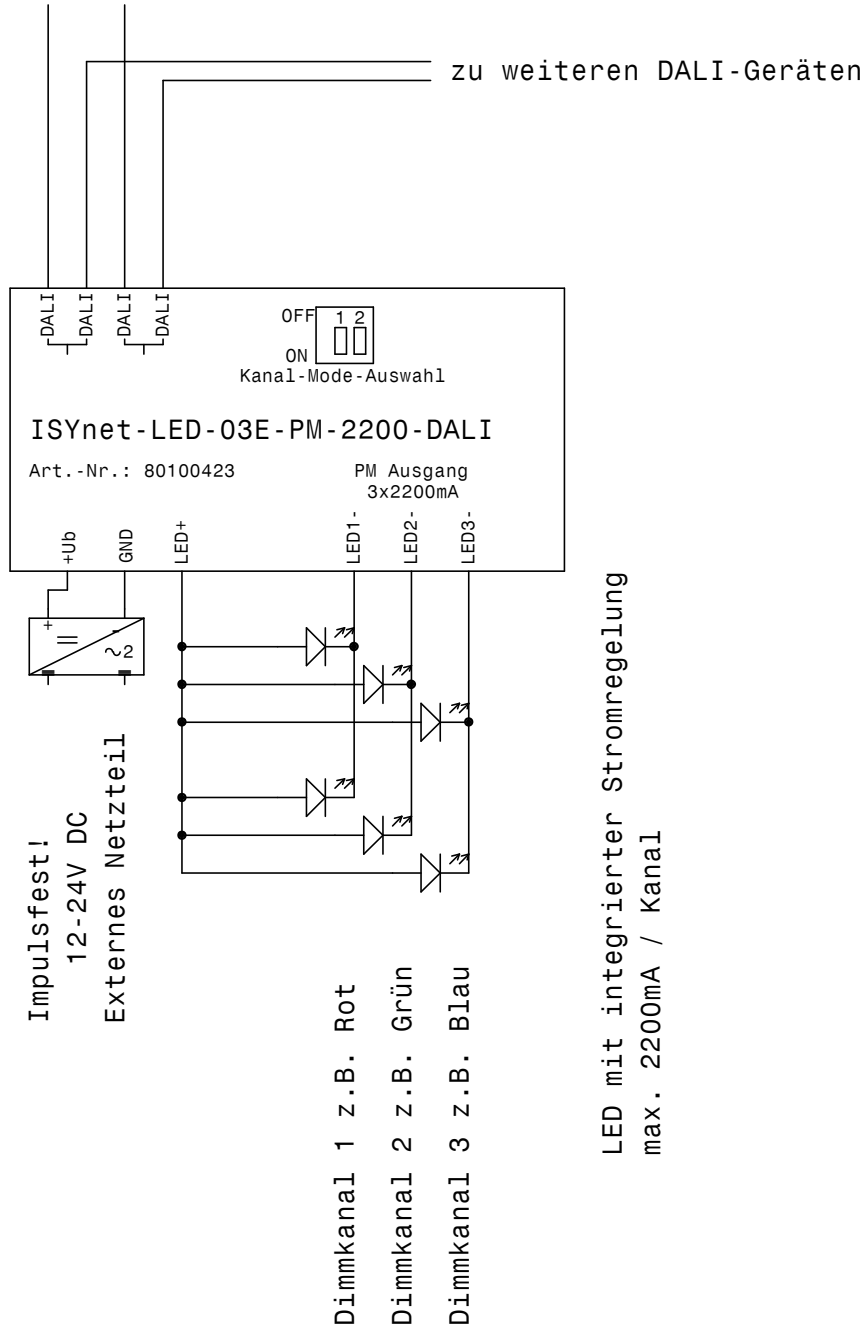 zu weiteren DALI-Geräten
DALI
DALI
DALI
DALI
OFF
1 2
ON
Kanal-Mode-Auswahl
ISYnet-LED-03E-PM-2200-DALI
Art.-Nr.: 80100423
PM Ausgang
3x2200mA
+Ub
GND
LED+
LED1-
LED2-
LED3-
+
-
~2
Impulsfest!
12-24V DC
Externes Netzteil
Dimmkanal 1 z.B. Rot
Dimmkanal 2 z.B. Grün
Dimmkanal 3 z.B. Blau
LED mit integrierter Stromregelung
max. 2200mA / Kanal